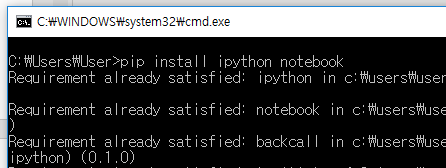 C:₩WINDOWS₩system32₩cmd.exe
C:₩Users₩User>pip install ipython notebook
Requirement already satisfied: ipython in c:₩users₩user
Requirement already satisfied: notebook in c:₩users₩use
)
Requirement already satisfied: backcall in c:₩users₩us
ipython) (0.1.0)